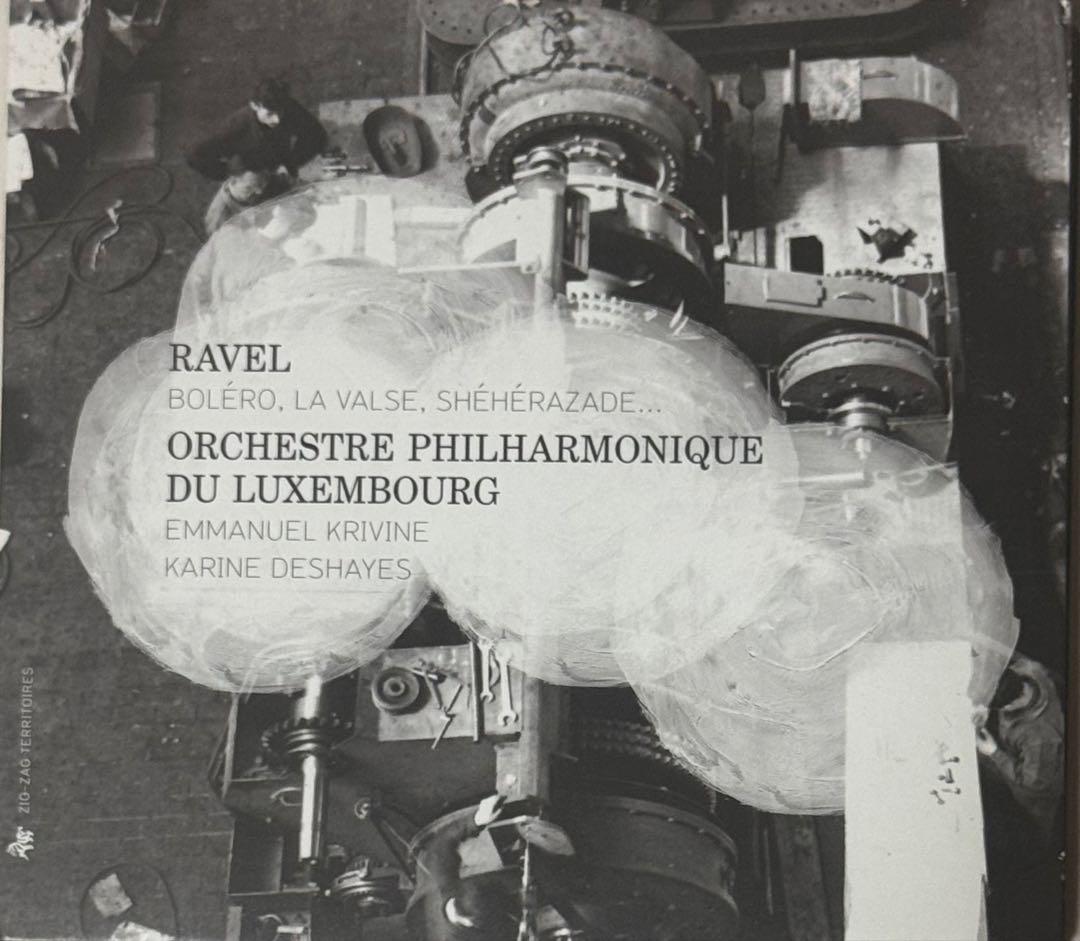 RAVEL
BOLÉRO, LA VALSE, SHÉHÉRAZADE...
ORCHESTRE PHILHARMONIQUE
DU LUXEMBOURG
EMMANUEL KRIVINE
KARINE DESHAYES
ZIG-ZAG TERRITOIRES